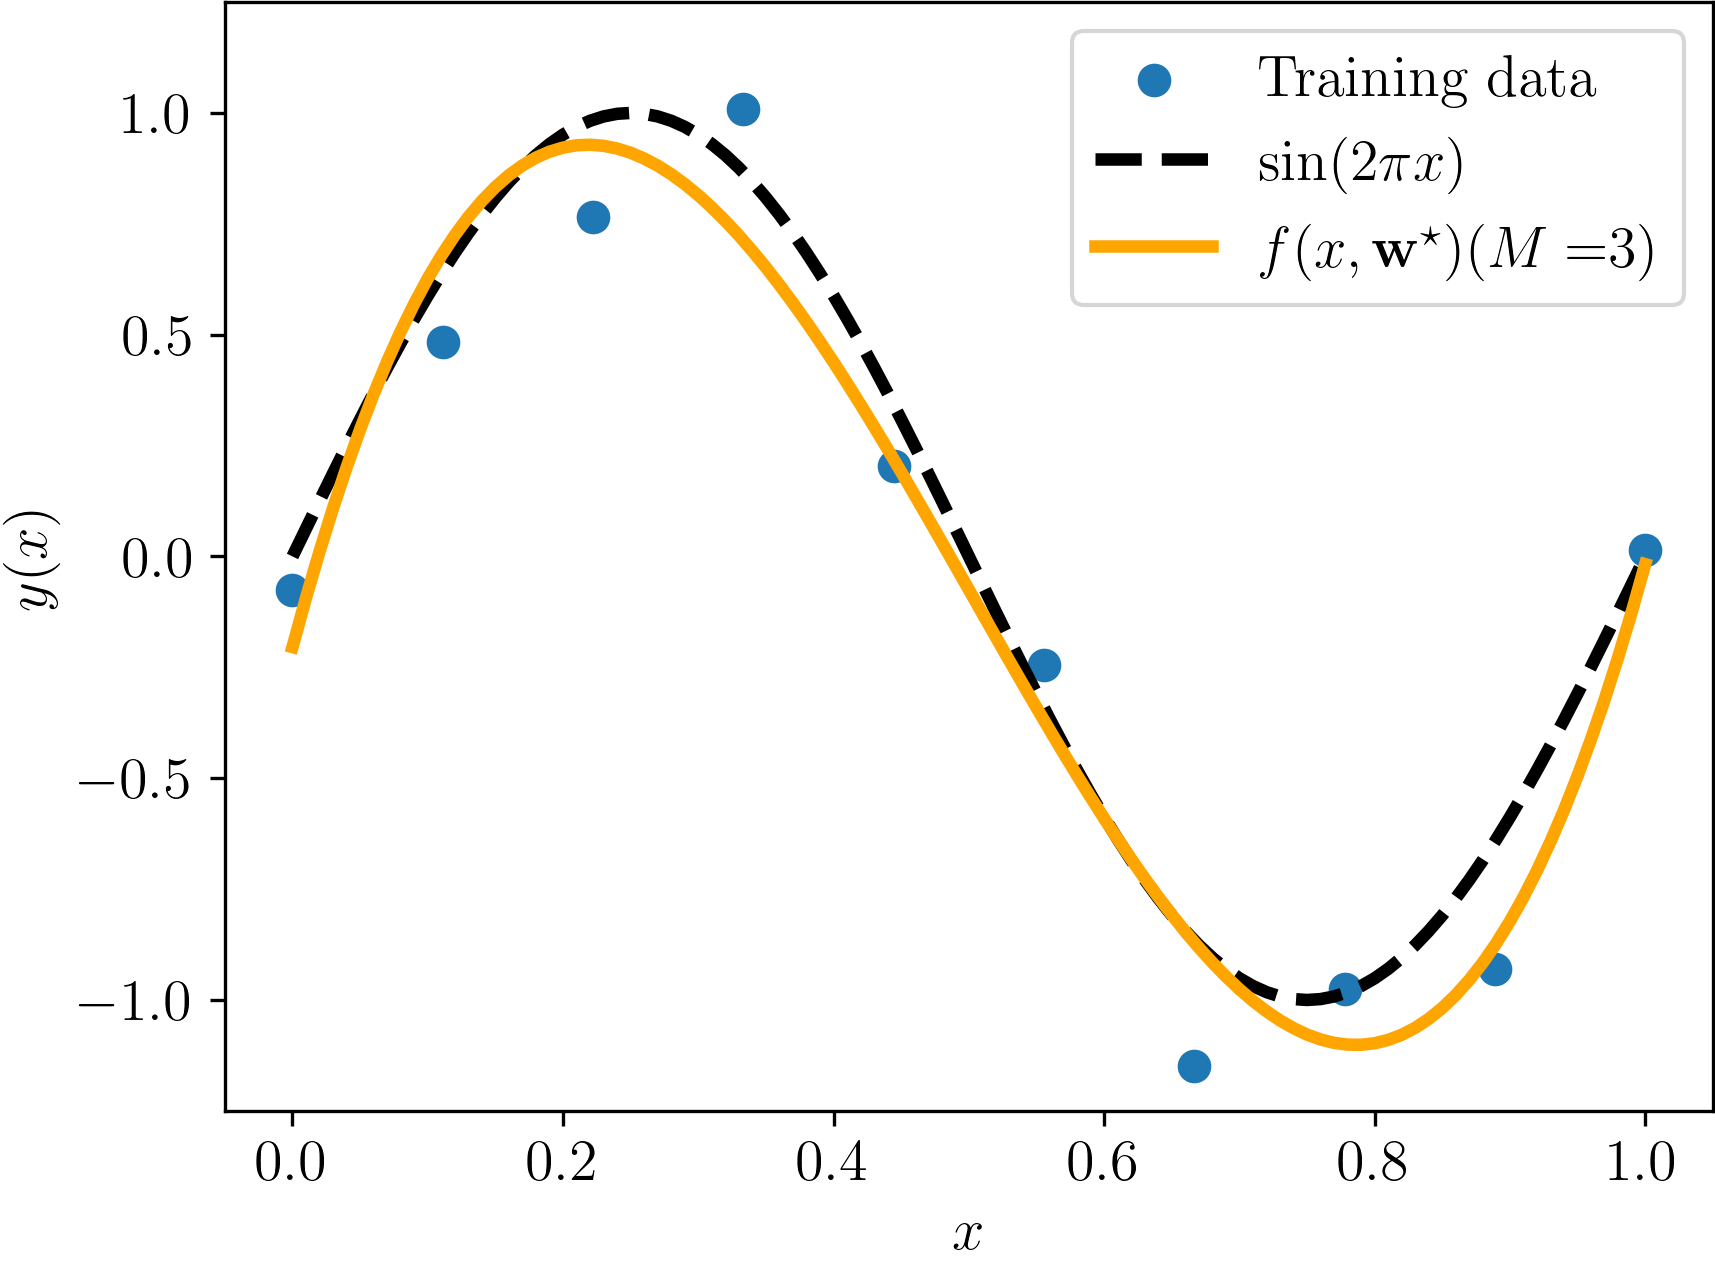 Training data
sin(2πx)
f(x, w⋆)(M =3)
1.0
0.5
0.0
−0.5
−1.0
y(x)
0.0 0.2 0.4 0.6 0.8 1.0
x